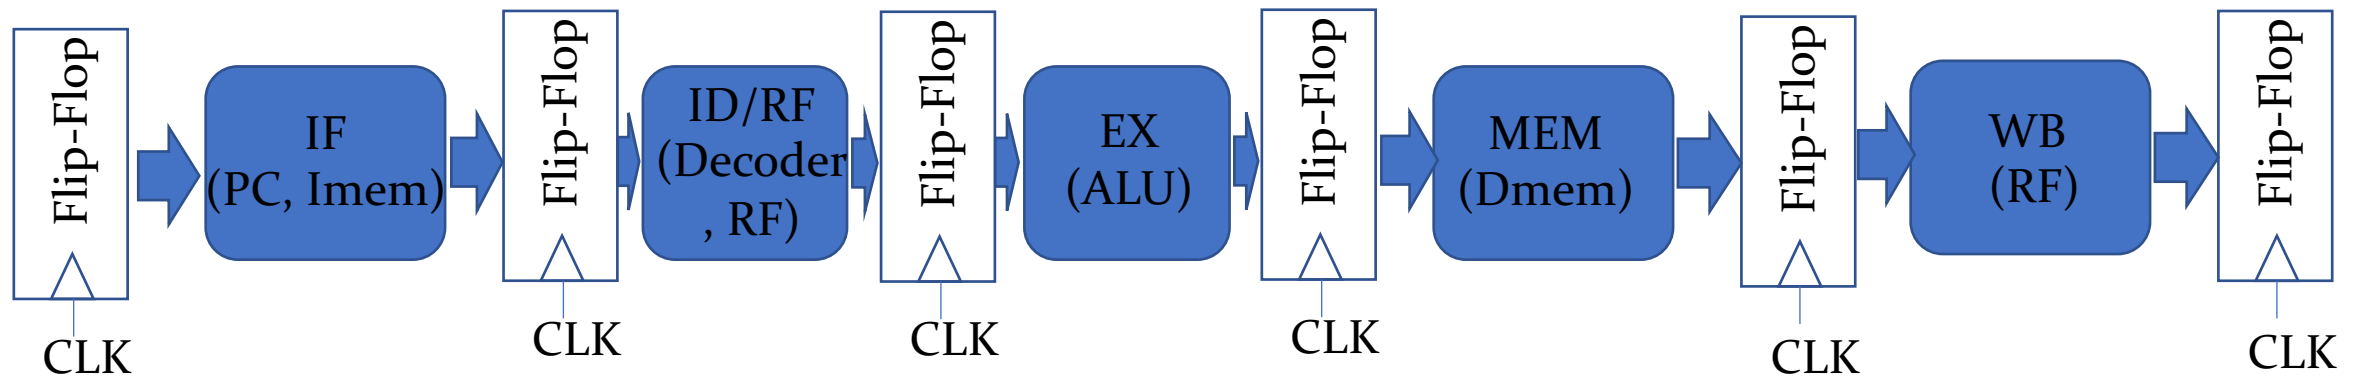 Flip-Flop
IF
(PC, Imem)
Flip-Flop
ID/RF
(Decoder
, RF)
Flip-Flop
EX
(ALU)
Flip-Flop
MEM
(Dmem)
Flip-Flop
WB
(RF)
Flip-Flop
CLK
CLK
CLK
CLK
CLK
CLK